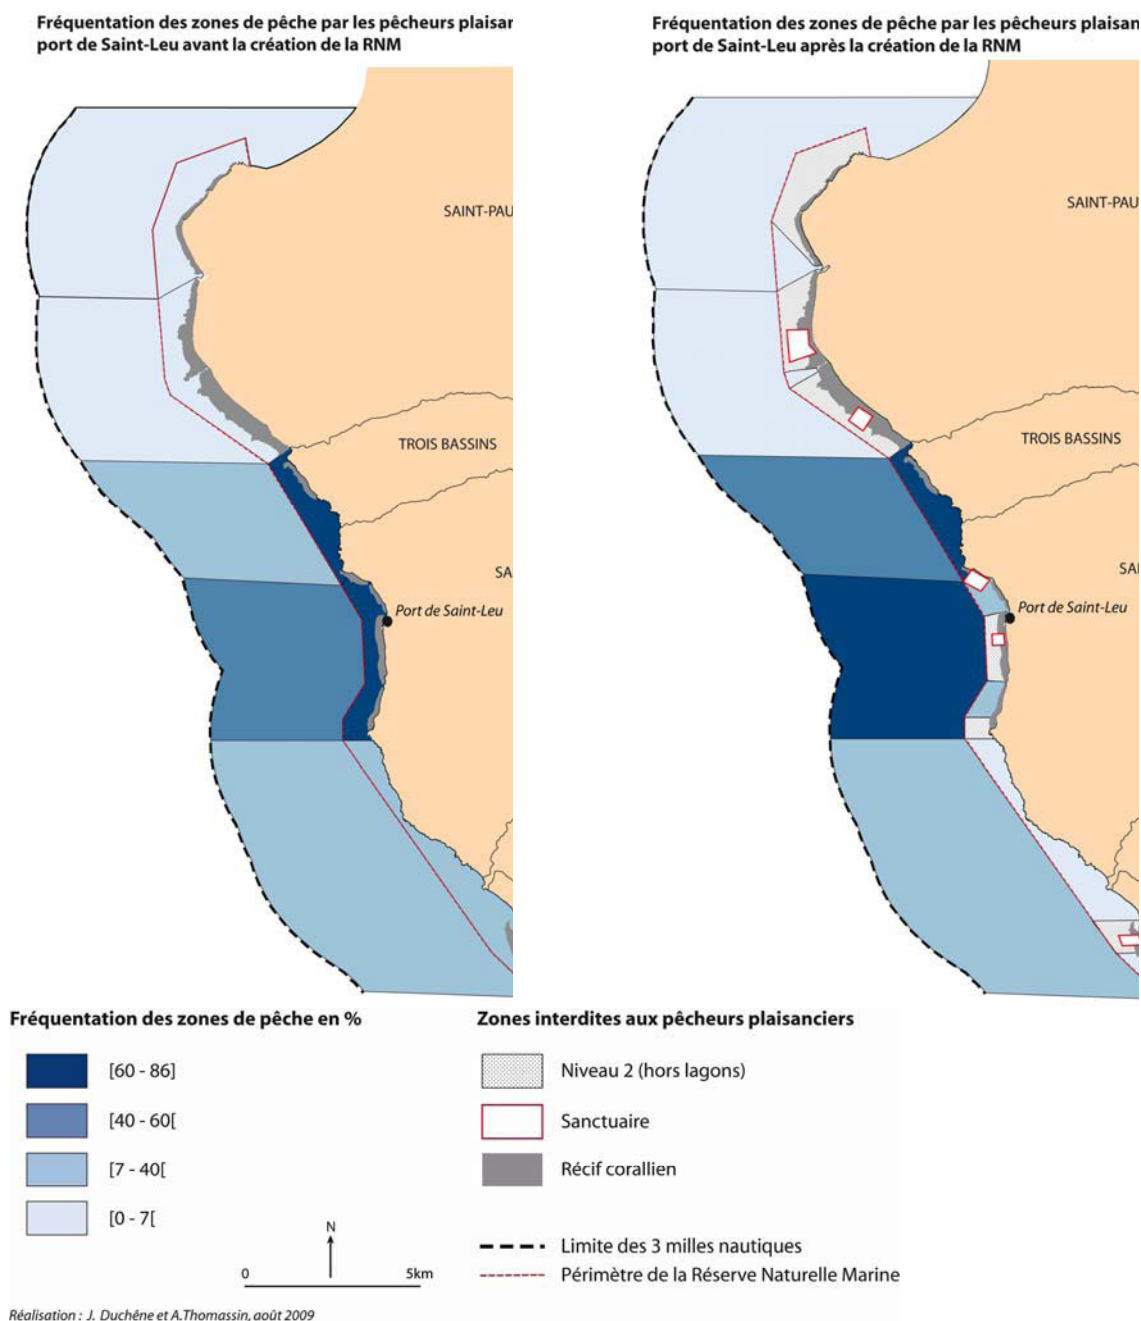 Fréquentation des zones de pêche par les pêcheurs plaisan
port de Saint-Leu avant la création de la RNM
Fréquentation des zones de pêche par les pêcheurs plaisan
port de Saint-Leu après la création de la RNM
SAINT-PAU
TROIS BASSINS
SA
Port de Saint-Leu
SAINT-PAU
TROIS BASSINS
SAI
Port de Saint-Leu
Fréquentation des zones de pêche en %
[60 - 86]
[40 - 60[
[7 - 40[
[0 - 7[
Zones interdites aux pêcheurs plaisanciers
Niveau 2 (hors lagons)
Sanctuaire
Récif corallien
Limite des 3 milles nautiques
Périmètre de la Réserve Naturelle Marine
N
0 5km
Réalisation : J. Duchêne et A.Thomassin, août 2009